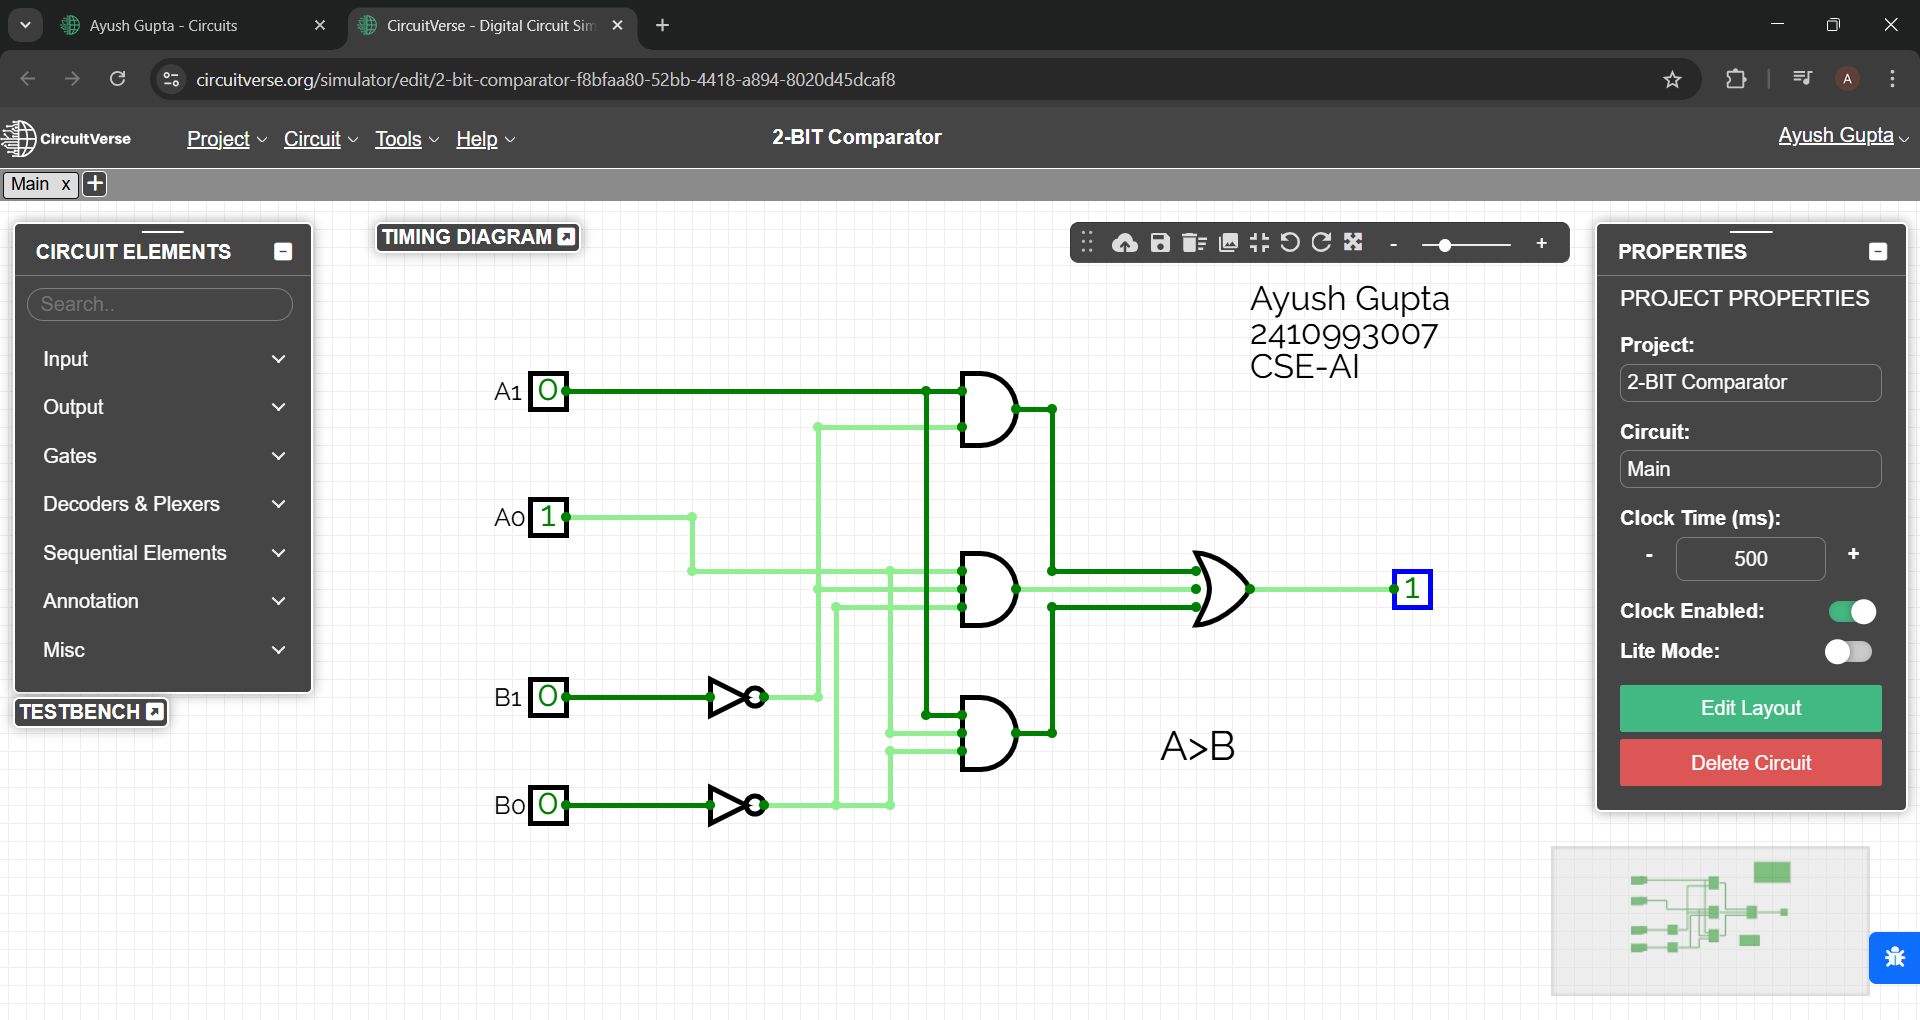 Ayush Gupta - Circuits
CircuitVerse - Digital Circuit Sim
circuitverse.org/simulator/edit/2-bit-comparator-f8bfaa80-52bb-4418-a894-8020d45dcaf8
A
CircuitVerse
Project
Circuit
Tools
Help
2-BIT Comparator
Ayush Gupta
Main x
CIRCUIT ELEMENTS
Search..
Input
Output
Gates
Decoders & Plexers
Sequential Elements
Annotation
Misc
TESTBENCH
TIMING DIAGRAM
- +
Ayush Gupta
2410993007
CSE-AI
A1 0
A0 1
B1 0
B0 0
1
A>B
PROPERTIES
PROJECT PROPERTIES
Project:
2-BIT Comparator
Circuit:
Main
Clock Time (ms):
- 500 +
Clock Enabled:
Lite Mode:
Edit Layout
Delete Circuit